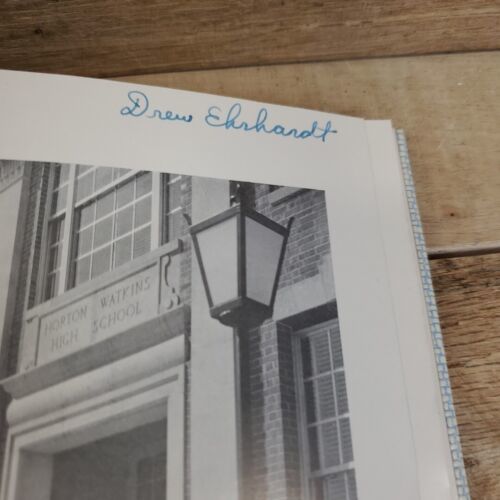 Drew Ehrhardt
HORTON WATKINS
HIGH SCHOOL